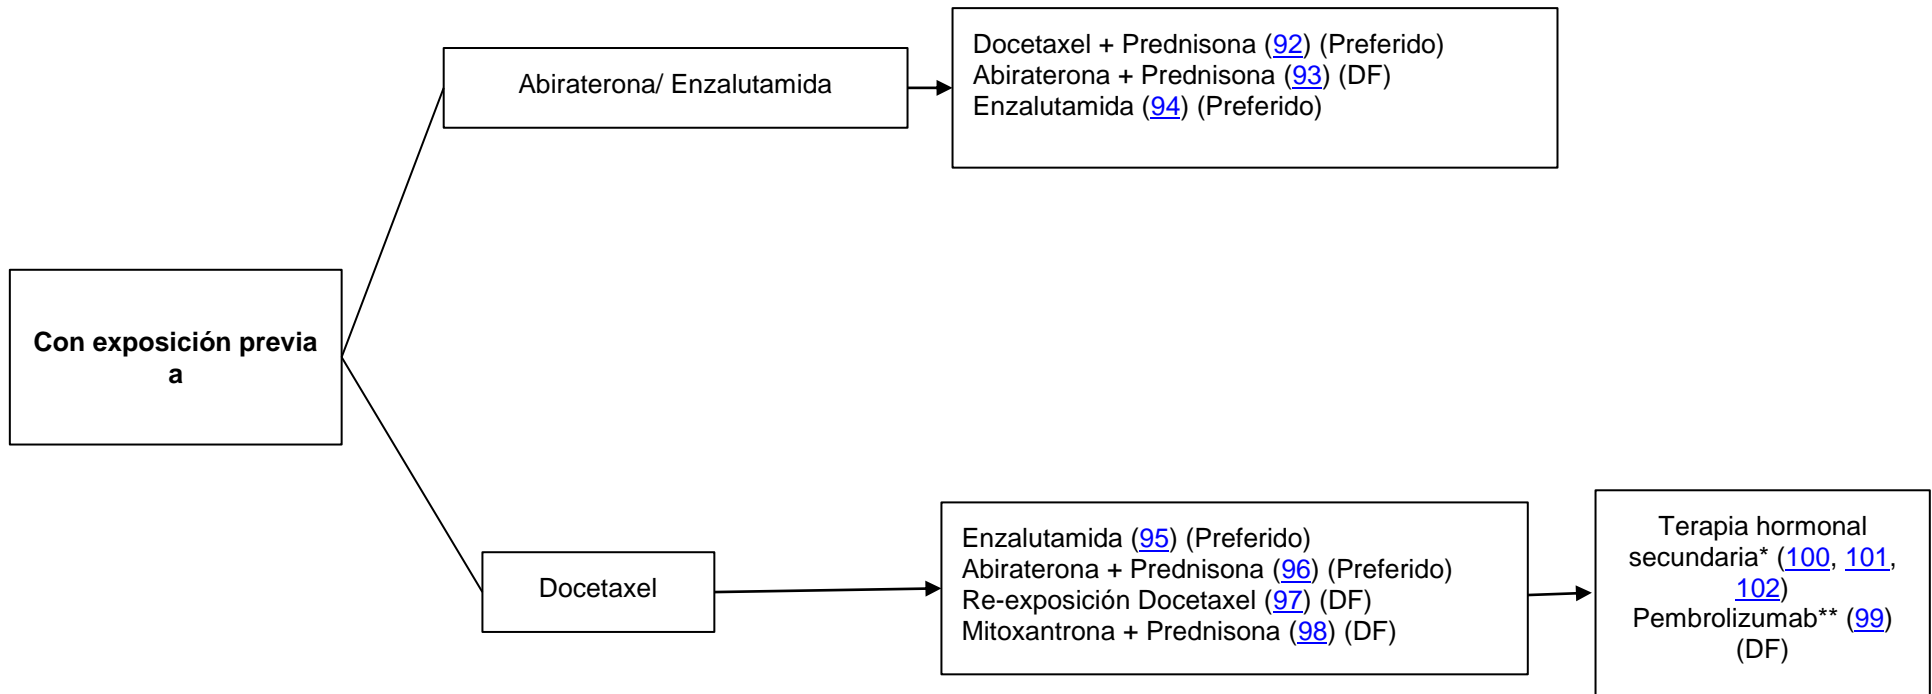 Con exposición previa
a
Abiraterona/ Enzalutamida
Docetaxel + Prednisona (92) (Preferido)
Abiraterona + Prednisona (93) (DF)
Enzalutamida (94) (Preferido)
Docetaxel
Enzalutamida (95) (Preferido)
Abiraterona + Prednisona (96) (Preferido)
Re-exposición Docetaxel (97) (DF)
Mitoxantrona + Prednisona (98) (DF)
Terapia hormonal
secundaria* (100, 101,
102)
Pembrolizumab** (99)
(DF)